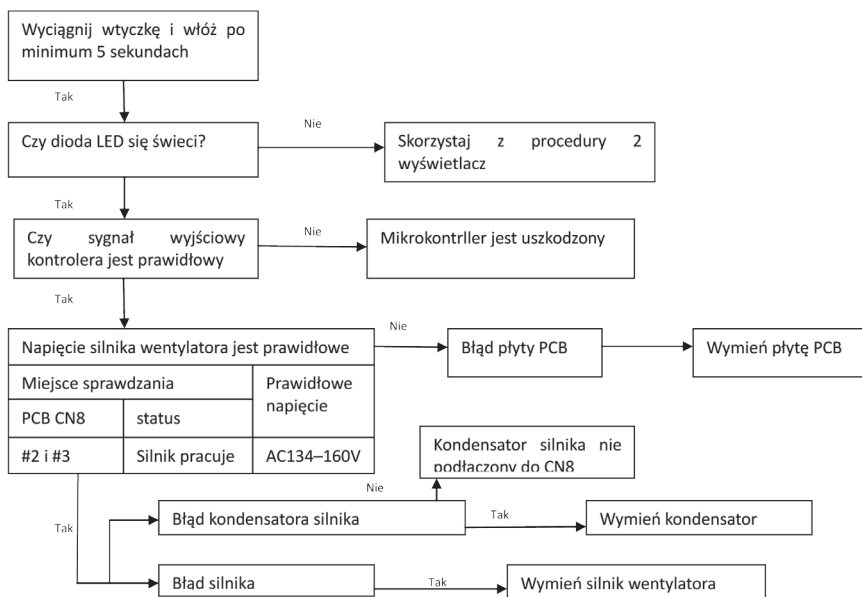 Wyciągnij wtyczkę i włóż po
minimum 5 sekundach
Tak
Czy dioda LED się świeci?
Nie
Skorzystaj z procedury 2
wyświetlacz
Tak
Czy sygnał wyjściowy
kontrolera jest prawidłowy
Nie
Mikrokontrller jest uszkodzony
Tak
Napięcie silnika wentylatora jest prawidłowe
Nie
Błąd płyty PCB
Wymień płytę PCB
Miejsce sprawdzania
Prawidłowe
napięcie
PCB CN8
status
#2 i #3
Silnik pracuje
AC134–160V
Kondensator silnika nie
podłączony do CN8
Nie
Tak
Błąd kondensatora silnika
Tak
Wymień kondensator
Błąd silnika
Tak
Wymień silnik wentylatora